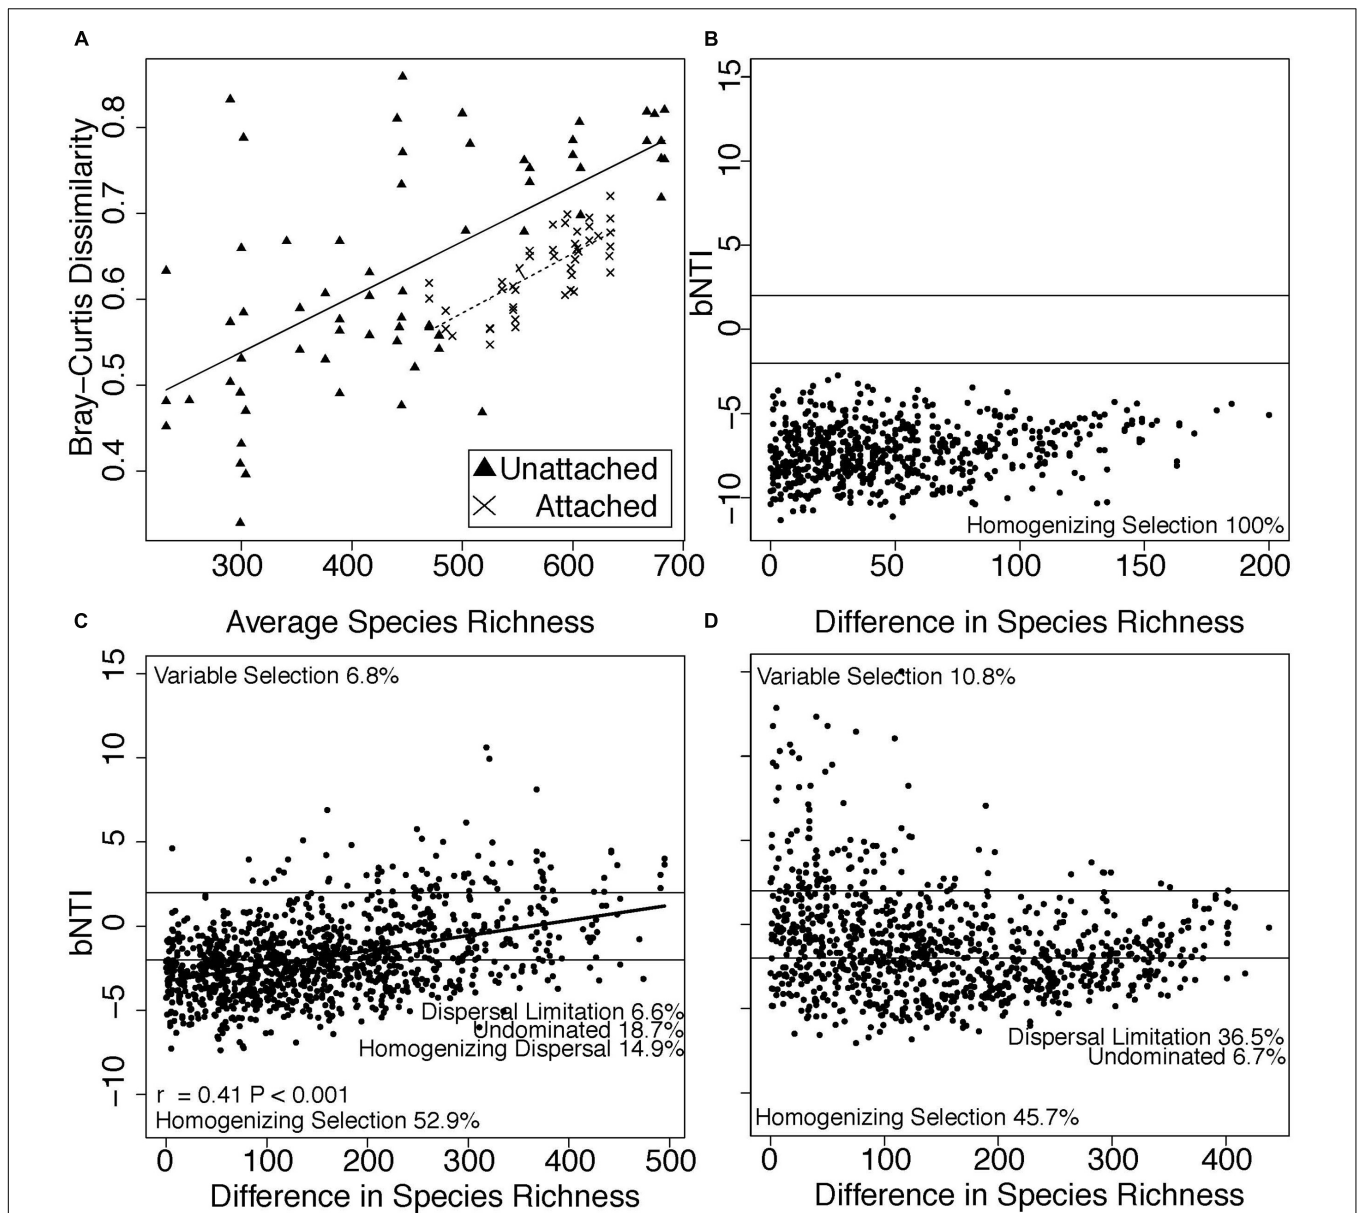 A
Bray–Curtis Dissimilarity
0.4 0.5 0.6 0.7 0.8
Unattached
Attached
300 400 500 600 700
Average Species Richness
B
bNTI
−10 −5 0 5 10 15
Homogenizing Selection 100%
0 50 100 150 200
Difference in Species Richness
C
bNTI
−10 −5 0 5 10 15
Variable Selection 6.8%
Dispersal Limitation 6.6%
Undominated 18.7%
Homogenizing Dispersal 14.9%
r = 0.41 P < 0.001
Homogenizing Selection 52.9%
0 100 200 300 400 500
Difference in Species Richness
D
Variable Selection 10.8%
Dispersal Limitation 36.5%
Undominated 6.7%
Homogenizing Selection 45.7%
0 100 200 300 400
Difference in Species Richness